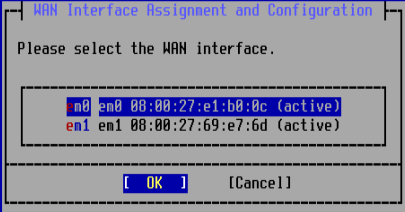 WAN Interface Assignment and Configuration
Please select the WAN interface.
em0 em0 08:00:27:e1:b0:0c (active)
em1 em1 08:00:27:69:e7:6d (active)
[ OK ] [Cancel]